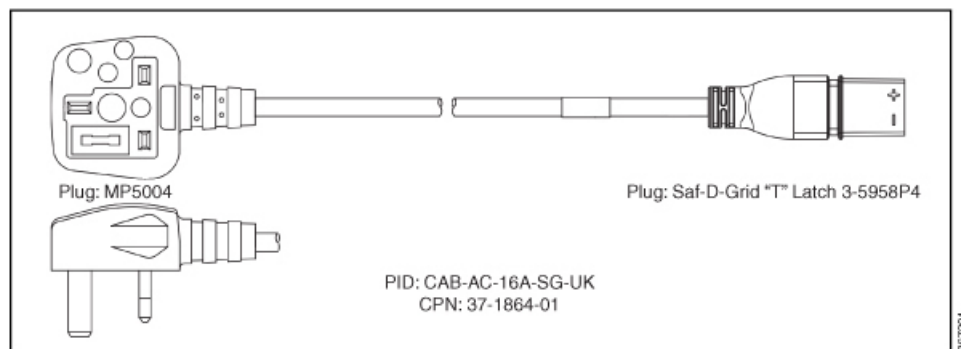 Plug: MP5004
Plug: Saf-D-Grid "T" Latch 3-5958P4
PID: CAB-AC-16A-SG-UK
CPN: 37-1864-01